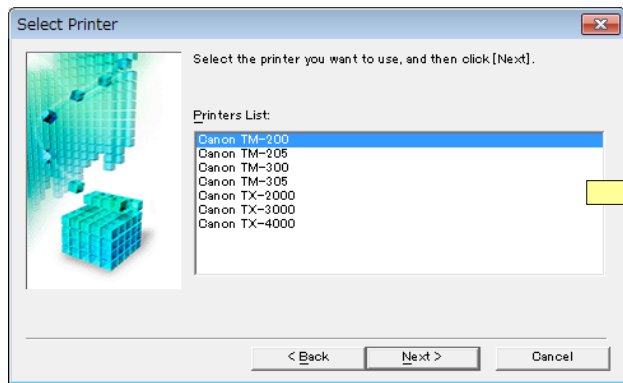 Select Printer
Select the printer you want to use, and then click [Next].
Printers List:
Canon TM-200
Canon TM-205
Canon TM-300
Canon TM-305
Canon TX-2000
Canon TX-3000
Canon TX-4000
< Back
Next >
Cancel